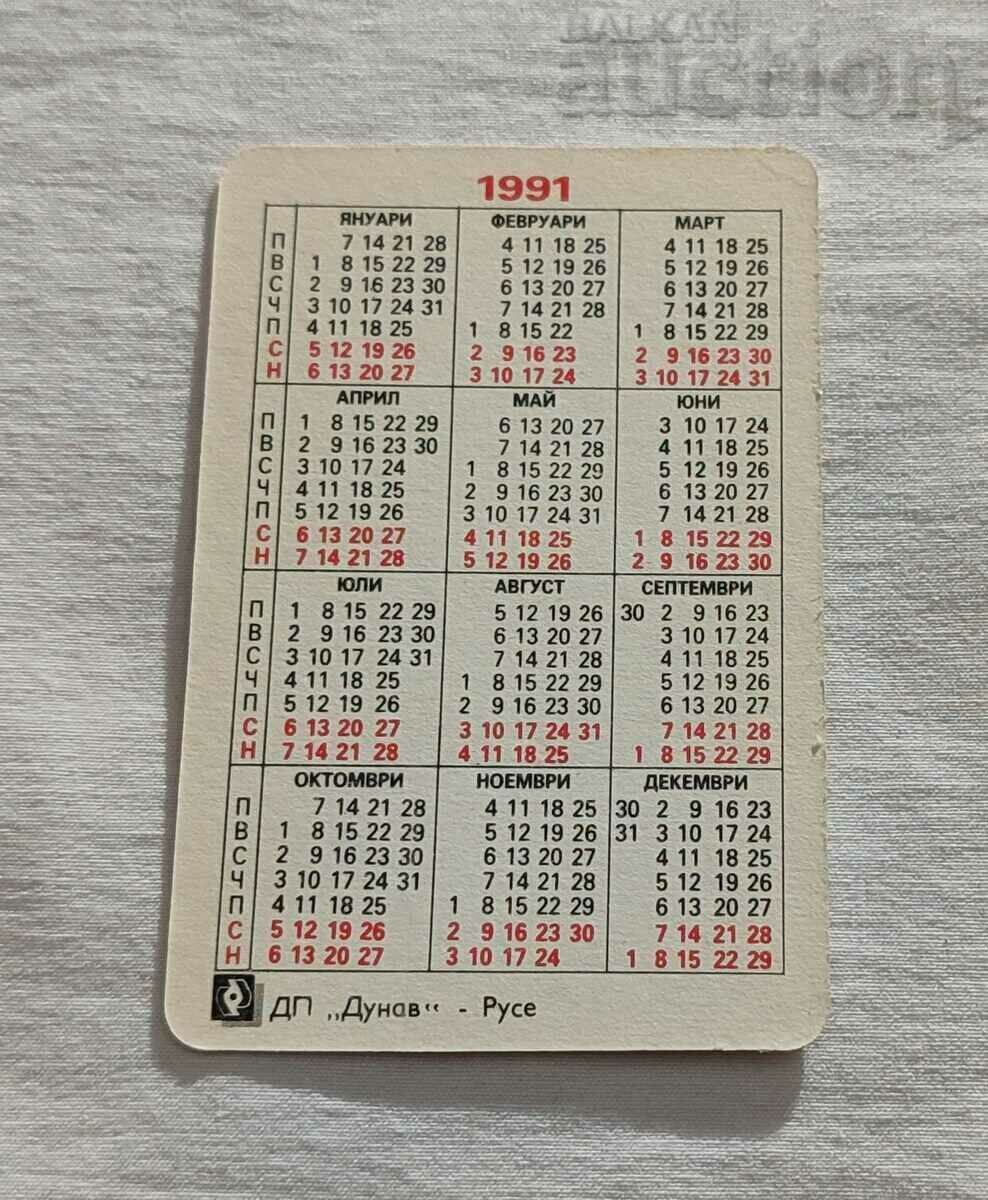 BALKAN
1991
ЯНУАРИ ФЕВРУАРИ МАРТ
П 7 14 21 28 4 11 18 25 4 11 18 25
В 1 8 15 22 29 5 12 19 26 5 12 19 26
С 2 9 16 23 30 6 13 20 27 6 13 20 27
Ч 3 10 17 24 31 7 14 21 28 7 14 21 28
П 4 11 18 25 1 8 15 22 1 8 15 22 29
С 5 12 19 26 2 9 16 23 2 9 16 23 30
Н 6 13 20 27 3 10 17 24 3 10 17 24 31
АПРИЛ МАЙ ЮНИ
П 1 8 15 22 29 6 13 20 27 3 10 17 24
В 2 9 16 23 30 7 14 21 28 4 11 18 25
С 3 10 17 24 1 8 15 22 29 5 12 19 26
Ч 4 11 18 25 2 9 16 23 30 6 13 20 27
П 5 12 19 26 3 10 17 24 31 7 14 21 28
С 6 13 20 27 4 11 18 25 1 8 15 22 29
Н 7 14 21 28 5 12 19 26 2 9 16 23 30
ЮЛИ АВГУСТ СЕПТЕМВРИ
П 1 8 15 22 29 5 12 19 26 30 2 9 16 23
В 2 9 16 23 30 6 13 20 27 3 10 17 24
С 3 10 17 24 31 7 14 21 28 4 11 18 25
Ч 4 11 18 25 1 8 15 22 29 5 12 19 26
П 5 12 19 26 2 9 16 23 30 6 13 20 27
С 6 13 20 27 3 10 17 24 31 7 14 21 28
Н 7 14 21 28 4 11 18 25 1 8 15 22 29
ОКТОМВРИ НОЕМВРИ ДЕКЕМВРИ
П 7 14 21 28 4 11 18 25 30 2 9 16 23
В 1 8 15 22 29 5 12 19 26 31 3 10 17 24
С 2 9 16 23 30 6 13 20 27 4 11 18 25
Ч 3 10 17 24 31 7 14 21 28 5 12 19 26
П 4 11 18 25 1 8 15 22 29 6 13 20 27
С 5 12 19 26 2 9 16 23 30 7 14 21 28
Н 6 13 20 27 3 10 17 24 1 8 15 22 29
ДП „Дунав“ - Русе